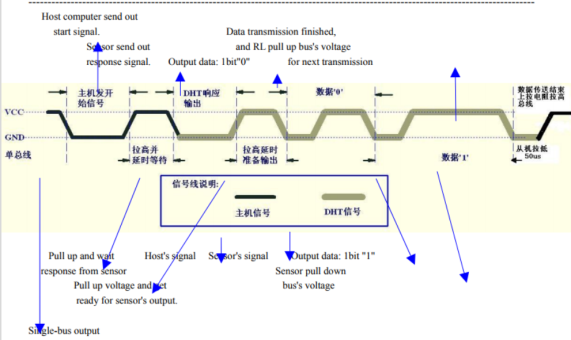 Host computer send out
start signal.
Sensor send out
response signal.
Output data: 1bit"0"
Data transmission finished,
and RL pull up bus's voltage
for next transmission
主机发开
始信号
DHT响应
输出
数据'0'
数据传送结束
上拉电阻拉高
总线
VCC
GND
单总线
拉高并
延时等待
拉高延时
准备输出
数据'1'
从机拉低
50us
信号线说明:
主机信号
DHT信号
Pull up and wait
response from sensor
Host's signal
Sensor's signal
Output data: 1bit "1"
Pull up voltage and get
ready for sensor's output.
Sensor pull down
bus's voltage
Single-bus output